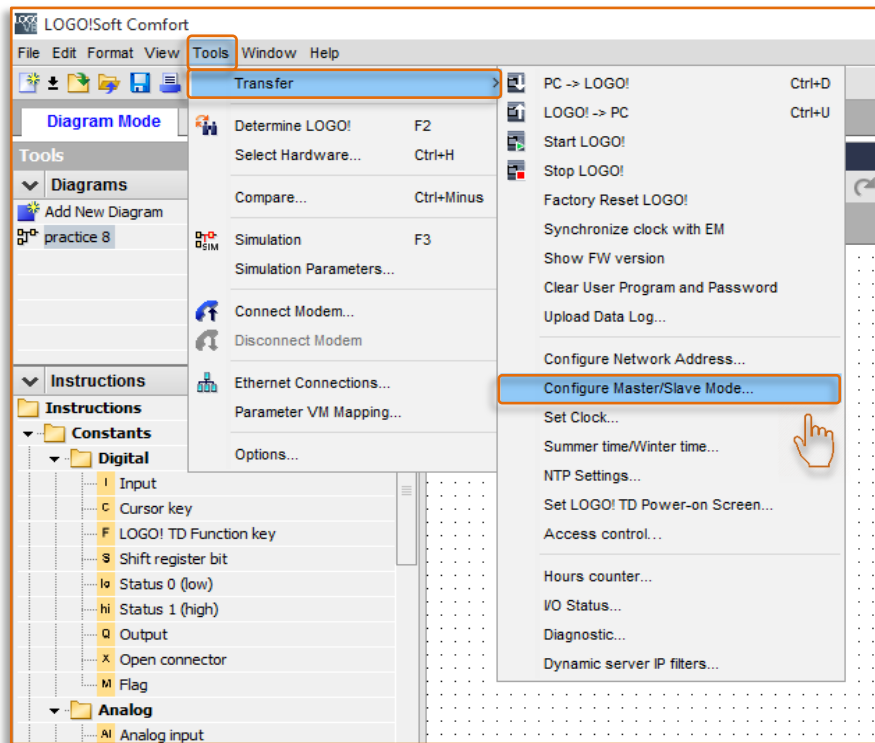 LOGO!Soft Comfort
File Edit Format View Tools Window Help
Diagram Mode
Tools
Diagrams
Add New Diagram
practice 8
Instructions
Instructions
Constants
Digital
I Input
C Cursor key
F LOGO! TD Function key
S Shift register bit
lo Status 0 (low)
hi Status 1 (high)
Q Output
X Open connector
M Flag
Analog
AI Analog input
Transfer
Determine LOGO! F2
Select Hardware... Ctrl+H
Compare... Ctrl+Minus
Simulation F3
Simulation Parameters...
Connect Modem...
Disconnect Modem
Ethernet Connections...
Parameter VM Mapping...
Options...
PC -> LOGO! Ctrl+D
LOGO! -> PC Ctrl+U
Start LOGO!
Stop LOGO!
Factory Reset LOGO!
Synchronize clock with EM
Show FW version
Clear User Program and Password
Upload Data Log...
Configure Network Address...
Configure Master/Slave Mode...
Set Clock...
Summer time/Winter time...
NTP Settings...
Set LOGO! TD Power-on Screen...
Access control...
Hours counter...
I/O Status...
Diagnostic...
Dynamic server IP filters...